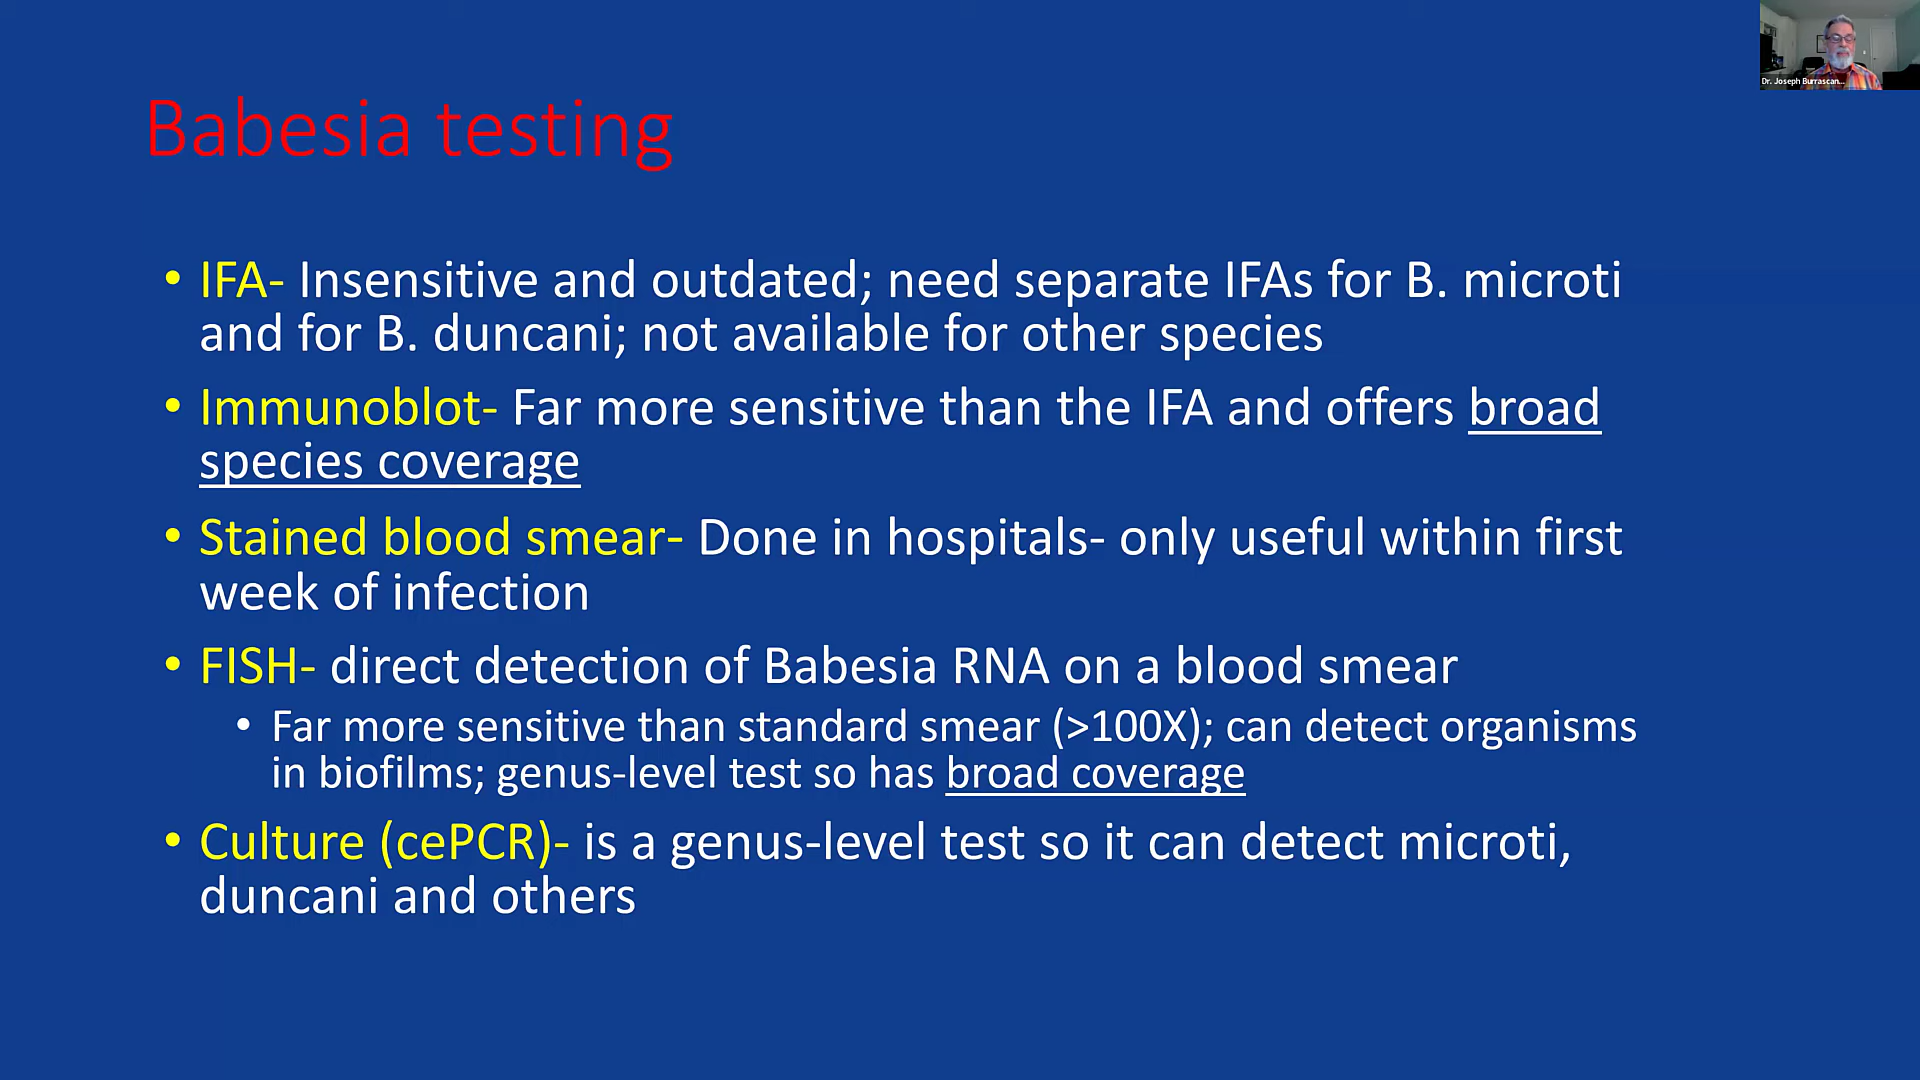 Dr. Joseph Burrascan...
Babesia testing
• IFA- Insensitive and outdated; need separate IFAs for B. microti
and for B. duncani; not available for other species
• Immunoblot- Far more sensitive than the IFA and offers broad
species coverage
• Stained blood smear- Done in hospitals- only useful within first
week of infection
• FISH- direct detection of Babesia RNA on a blood smear
• Far more sensitive than standard smear (>100X); can detect organisms
in biofilms; genus-level test so has broad coverage
• Culture (cePCR)- is a genus-level test so it can detect microti,
duncani and others